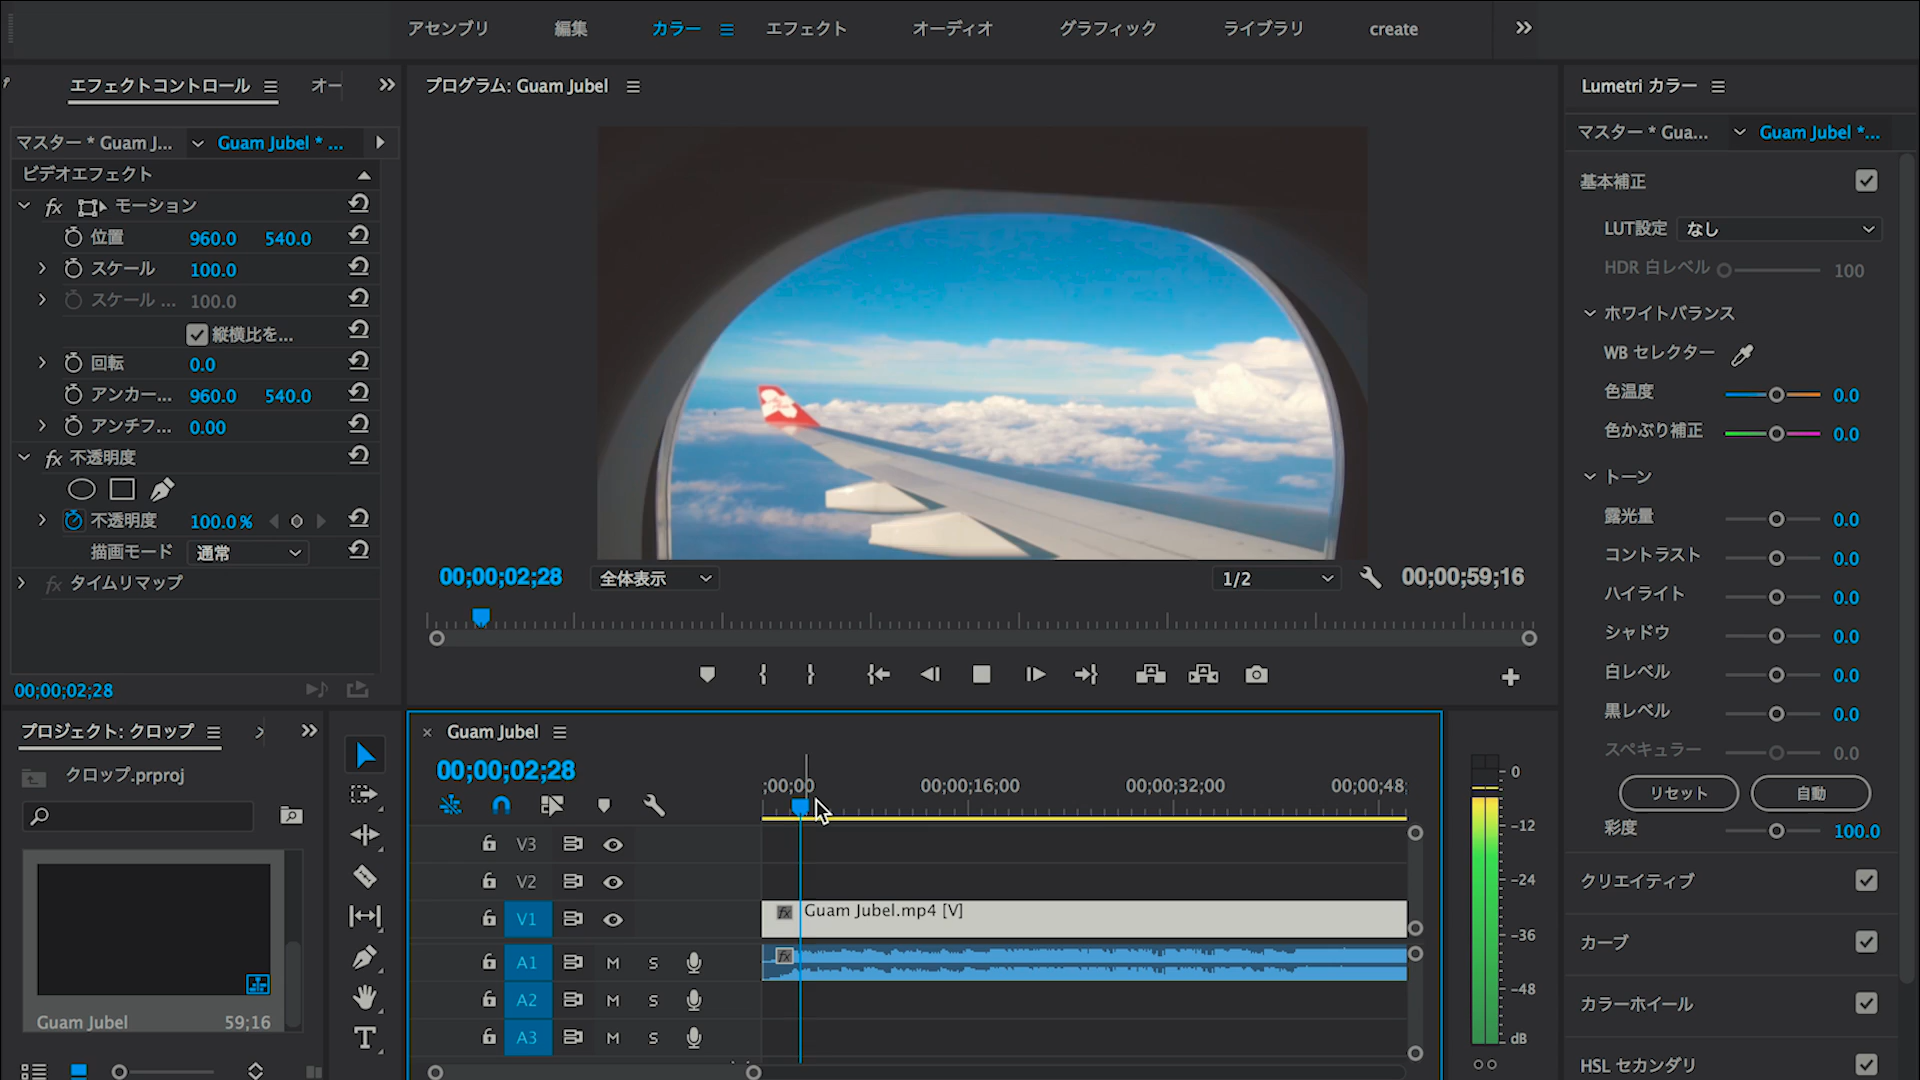 アセンブリ 編集 カラー エフェクト オーディオ グラフィック ライブラリ create
エフェクトコントロール オー
マスター * Guam J... Guam Jubel * ...
ビデオエフェクト
fx モーション
位置 960.0 540.0
スケール 100.0
スケール ... 100.0
縦横比を...
回転 0.0
アンカー... 960.0 540.0
アンチフ... 0.00
fx 不透明度
不透明度 100.0 %
描画モード 通常
fx タイムリマップ
00;00;02;28
プログラム: Guam Jubel
00;00;02;28 全体表示 1/2 00;00;59;16
Lumetri カラー
マスター * Gua... Guam Jubel *...
基本補正
LUT設定 なし
HDR 白レベル 100
ホワイトバランス
WB セレクター
色温度 0.0
色かぶり補正 0.0
トーン
露光量 0.0
コントラスト 0.0
ハイライト 0.0
シャドウ 0.0
白レベル 0.0
黒レベル 0.0
スペキュラー 0.0
リセット 自動
彩度 100.0
クリエイティブ
カーブ
カラーホイール
HSL セカンダリ
プロジェクト: クロップ
クロップ.prproj
Guam Jubel 59;16
T
Guam Jubel
00;00;02;28
;00;00 00;00;16;00 00;00;32;00 00;00;48;
V3
V2
V1
fx Guam Jubel.mp4 [V]
A1 M S
fx
A2 M S
A3 M S
0
-12
-24
-36
-48
dB